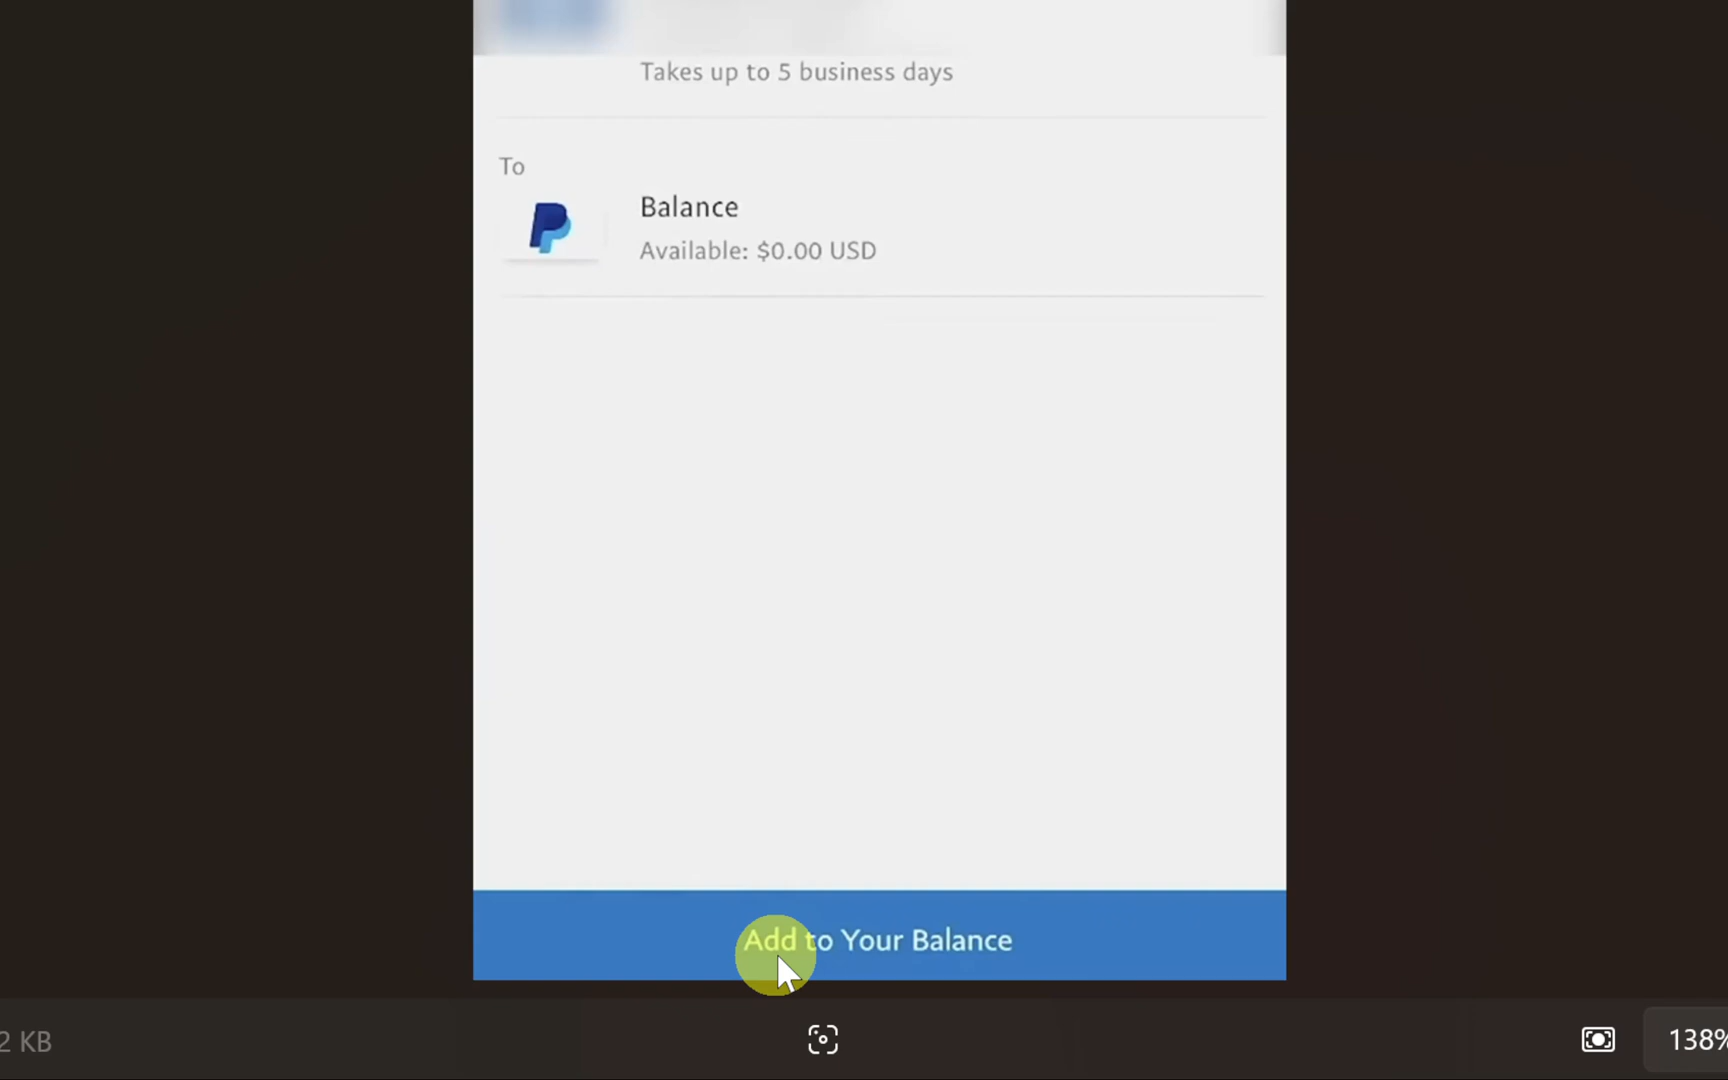 Takes up to 5 business days
To
Balance
Available: $0.00 USD
Add to Your Balance
2 KB
138%